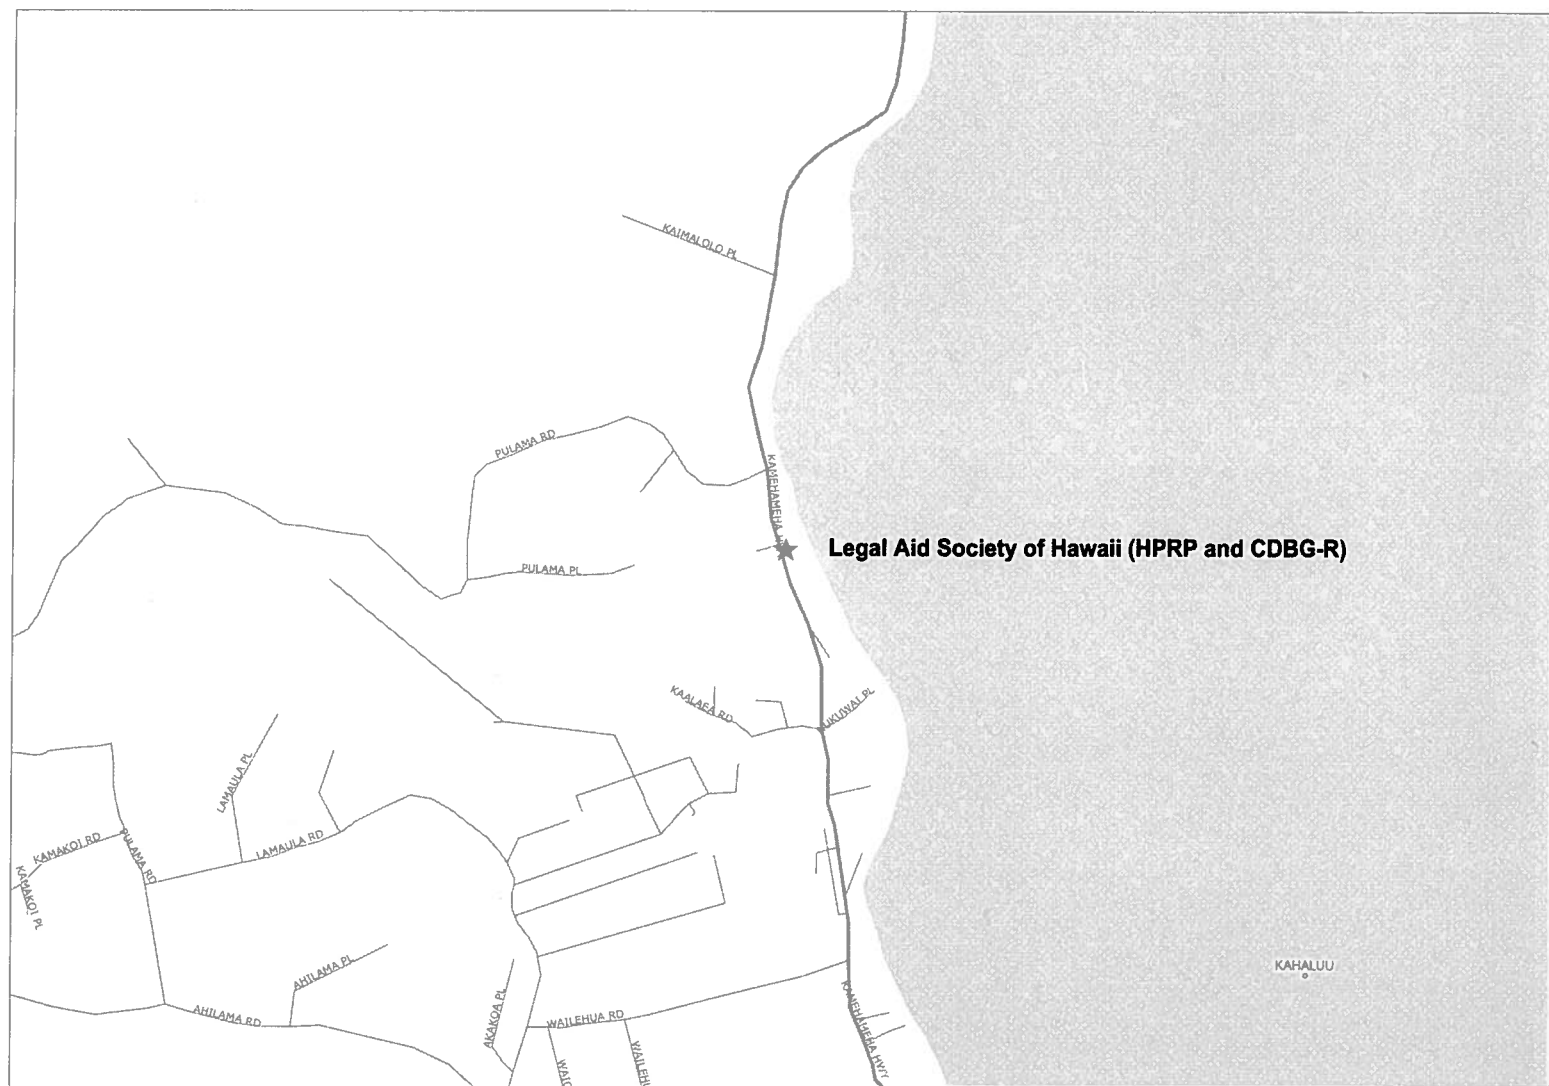 KAIMALOLO PL
PULAMA RD
KAMEHAMEHA
Legal Aid Society of Hawaii (HPRP and CDBG-R)
PULAMA PL
KAALAEA RD
LAMAULA PL
KAMAKOI RD
PULAMA RD
LAMAULA RD
KAMAKOI PL
AHILAMA PL
KAHALUU
AHILAMA RD
AKAKOA PL
WAILEHUA RD
KAMEHAMEHA HWY